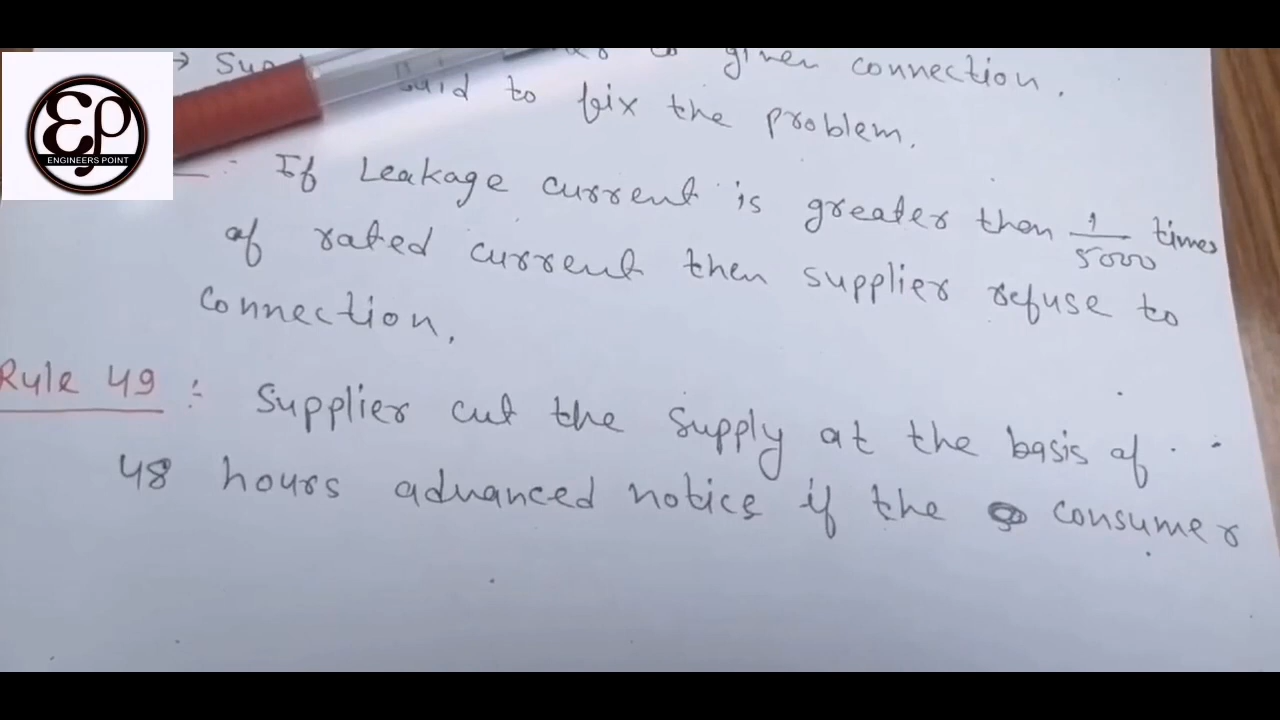 → given connection.
to fix the problem.
:- If Leakage current is greater then 1/5000 times
of rated current then supplier refuse to
connection.
Rule 49 :- Supplier cut the supply at the basis of
48 hours advanced notice if the consumer
EP
ENGINEERS POINT